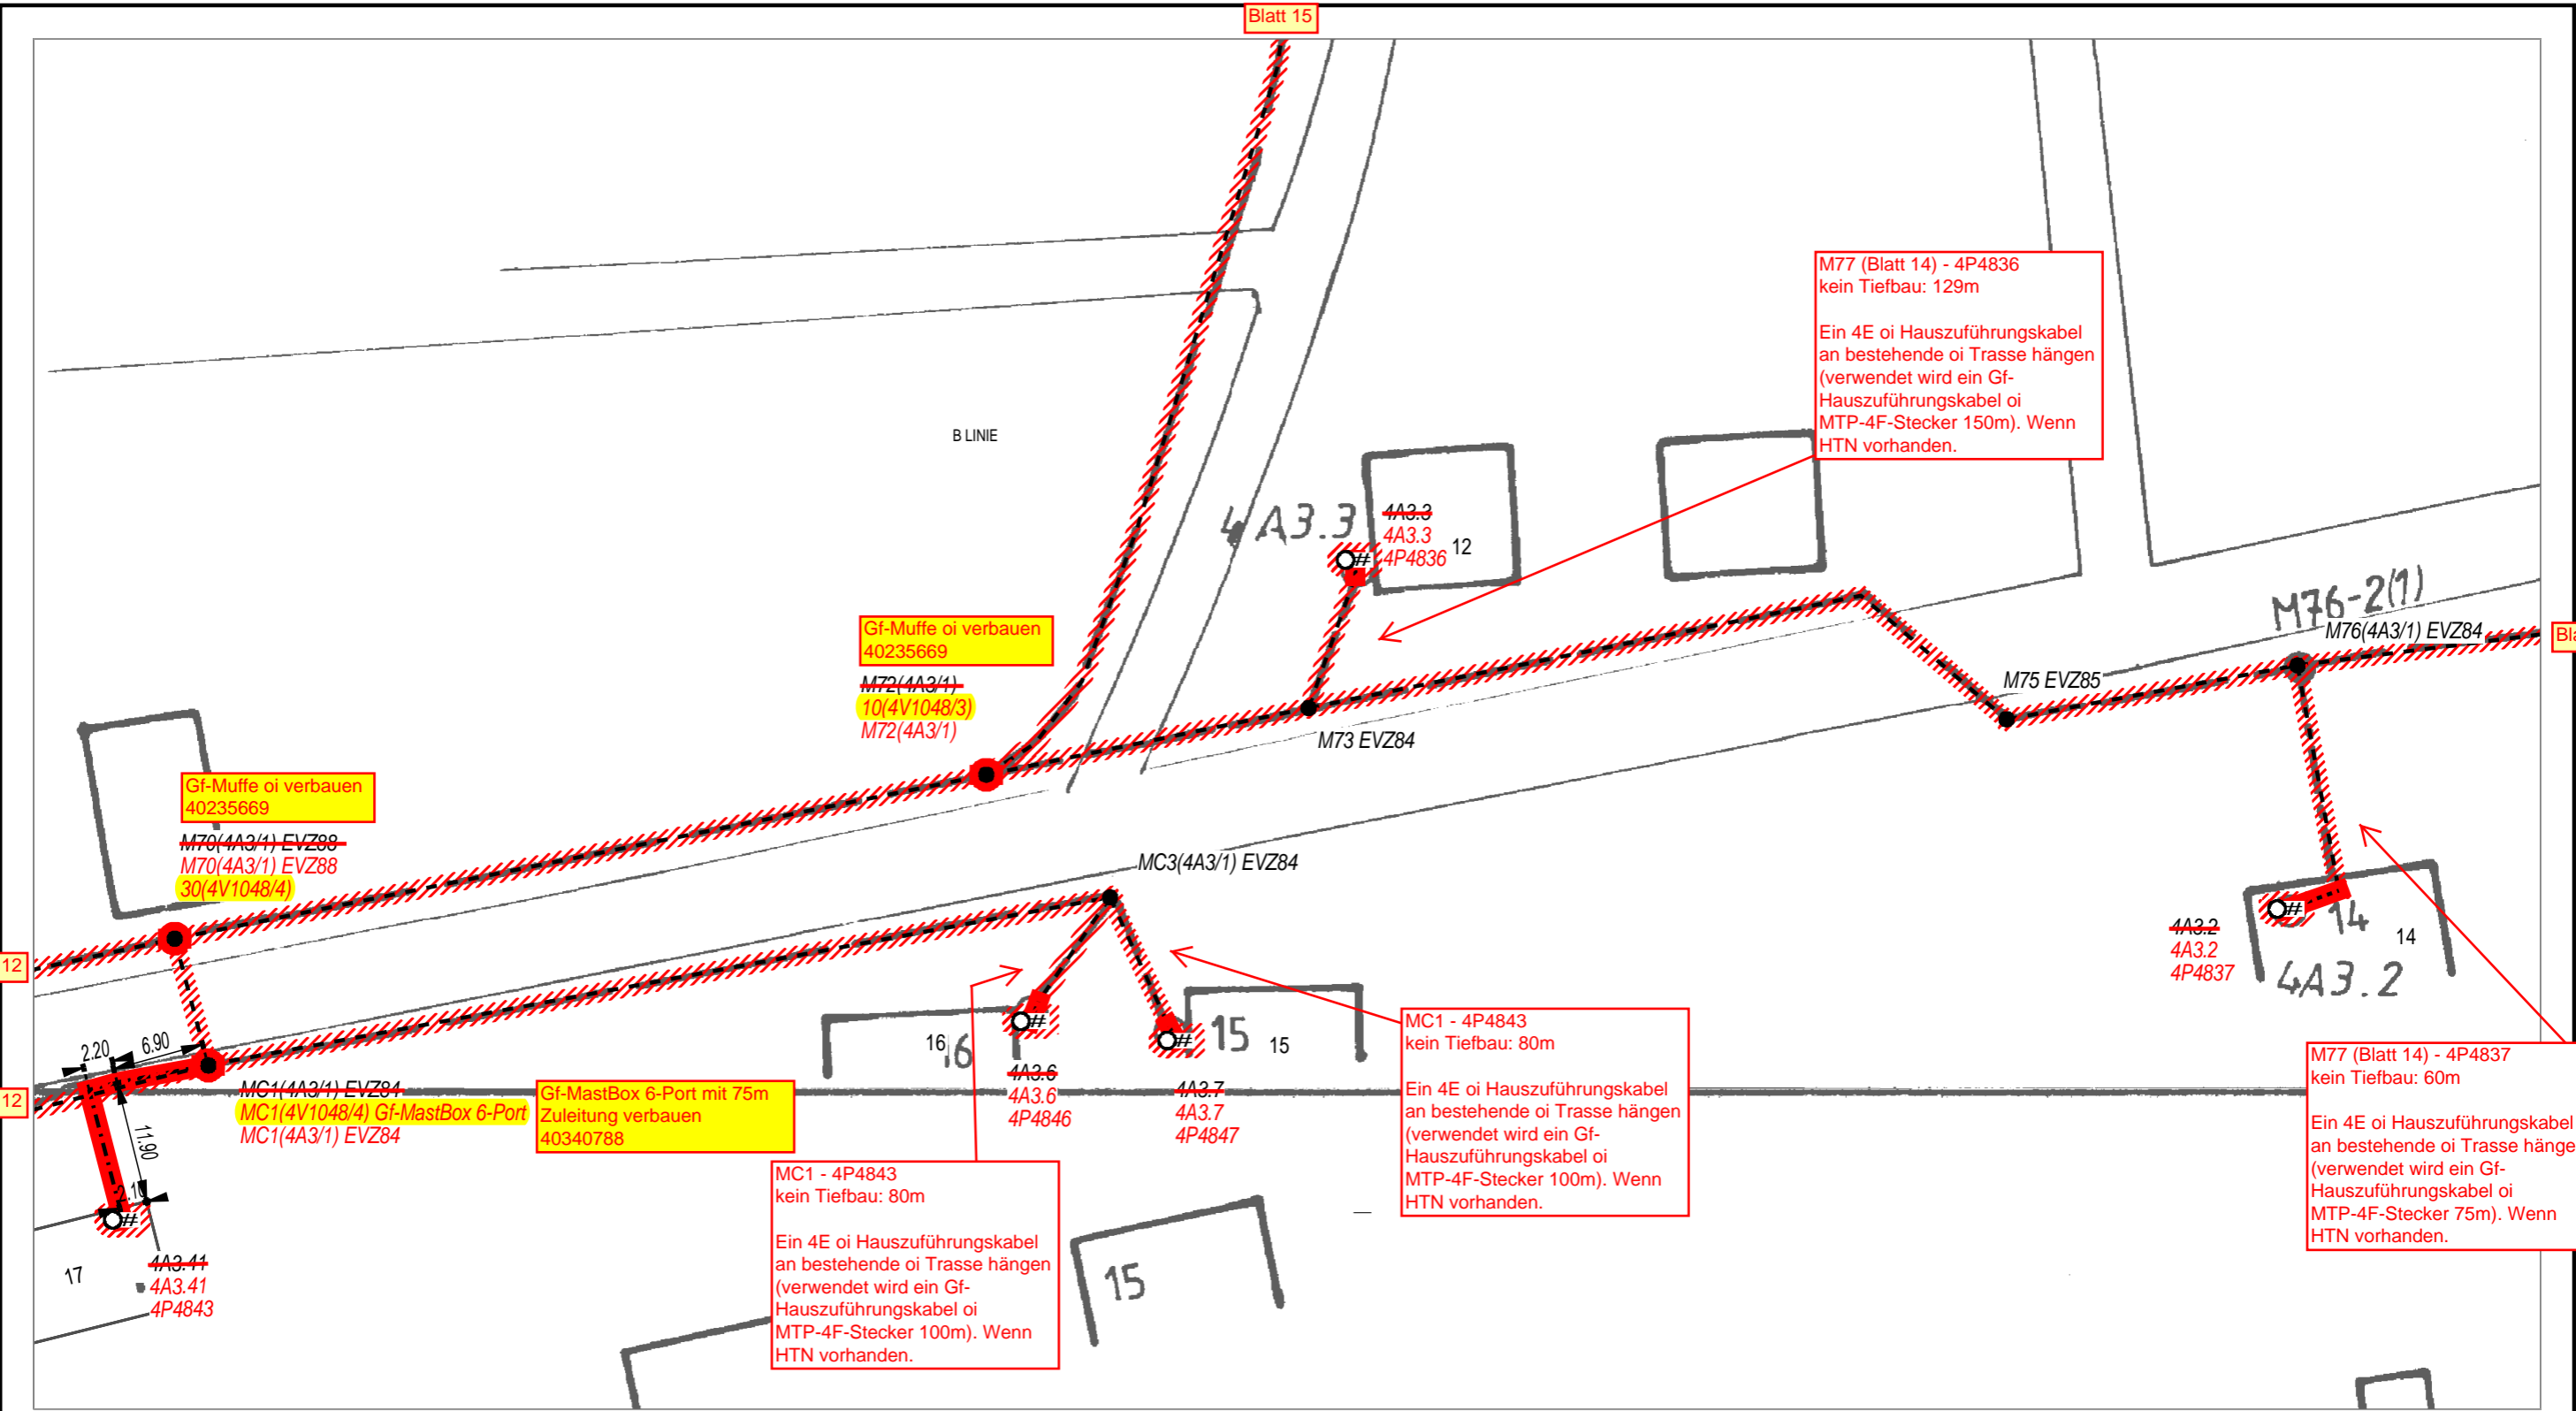 Blatt 15
M77 (Blatt 14) - 4P4836
kein Tiefbau: 129m
Ein 4E oi Hauszuführungskabel
an bestehende oi Trasse hängen
(verwendet wird ein Gf-
Hauszuführungskabel oi
MTP-4F-Stecker 150m). Wenn
HTN vorhanden.
B LINIE
4A3.3
4A3.3
4A3.3
4P4836
12
M76-2(1)
M76(4A3/1) EVZ84
Gf-Muffe oi verbauen
40235669
M72(4A3/1)
10(4V1048/3)
M72(4A3/1)
M75 EVZ85
M73 EVZ84
Gf-Muffe oi verbauen
40235669
M70(4A3/1) EVZ88
M70(4A3/1) EVZ88
30(4V1048/4)
MC3(4A3/1) EVZ84
12
4A3.2
4A3.2
4P4837
14
14
4A3.2
2.20
6.90
11.90
16
15
15
4A3.6
4A3.6
4P4846
4A3.7
4A3.7
4P4847
12
MC1(4A3/1) EVZ84
MC1(4V1048/4) Gf-MastBox 6-Port
MC1(4A3/1) EVZ84
Gf-MastBox 6-Port mit 75m
Zuleitung verbauen
40340788
MC1 - 4P4843
kein Tiefbau: 80m
Ein 4E oi Hauszuführungskabel
an bestehende oi Trasse hängen
(verwendet wird ein Gf-
Hauszuführungskabel oi
MTP-4F-Stecker 100m). Wenn
HTN vorhanden.
M77 (Blatt 14) - 4P4837
kein Tiefbau: 60m
Ein 4E oi Hauszuführungskabel
an bestehende oi Trasse hänge
(verwendet wird ein Gf-
Hauszuführungskabel oi
MTP-4F-Stecker 75m). Wenn
HTN vorhanden.
MC1 - 4P4843
kein Tiefbau: 80m
Ein 4E oi Hauszuführungskabel
an bestehende oi Trasse hängen
(verwendet wird ein Gf-
Hauszuführungskabel oi
MTP-4F-Stecker 100m). Wenn
HTN vorhanden.
17
4A3.41
4A3.41
4P4843
15